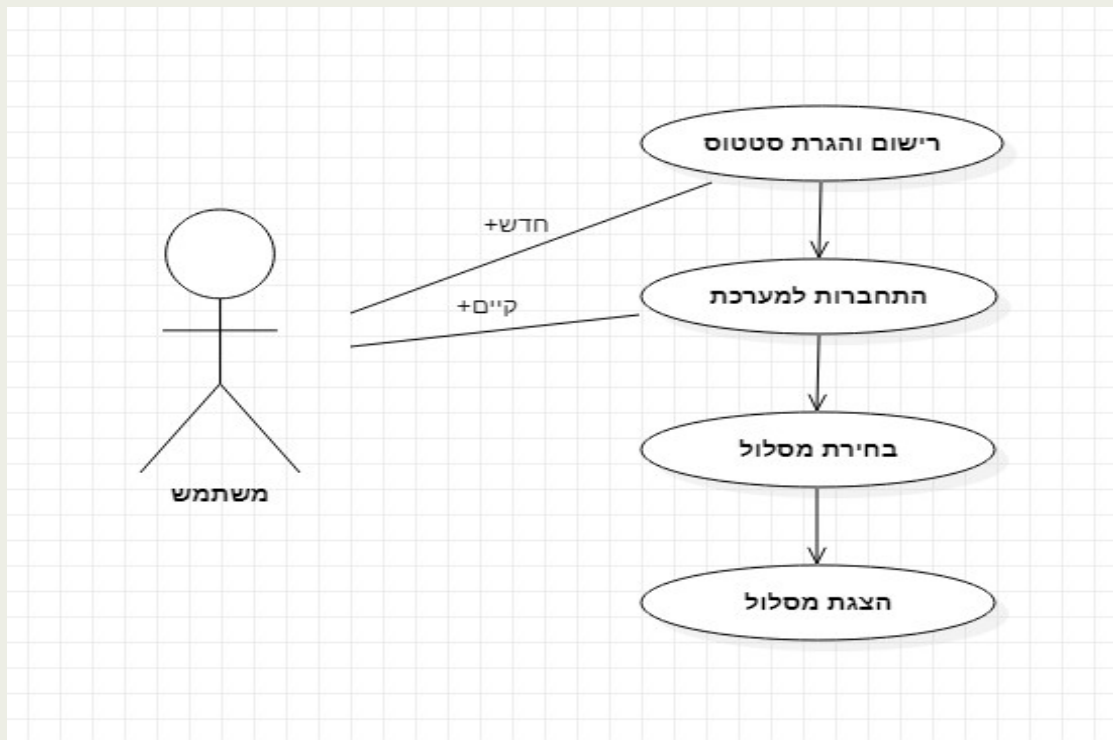 רישום והגרת סטטוס
חדש+
התחברות למערכת
קיים+
בחירת מסלול
משתמש
הצגת מסלול